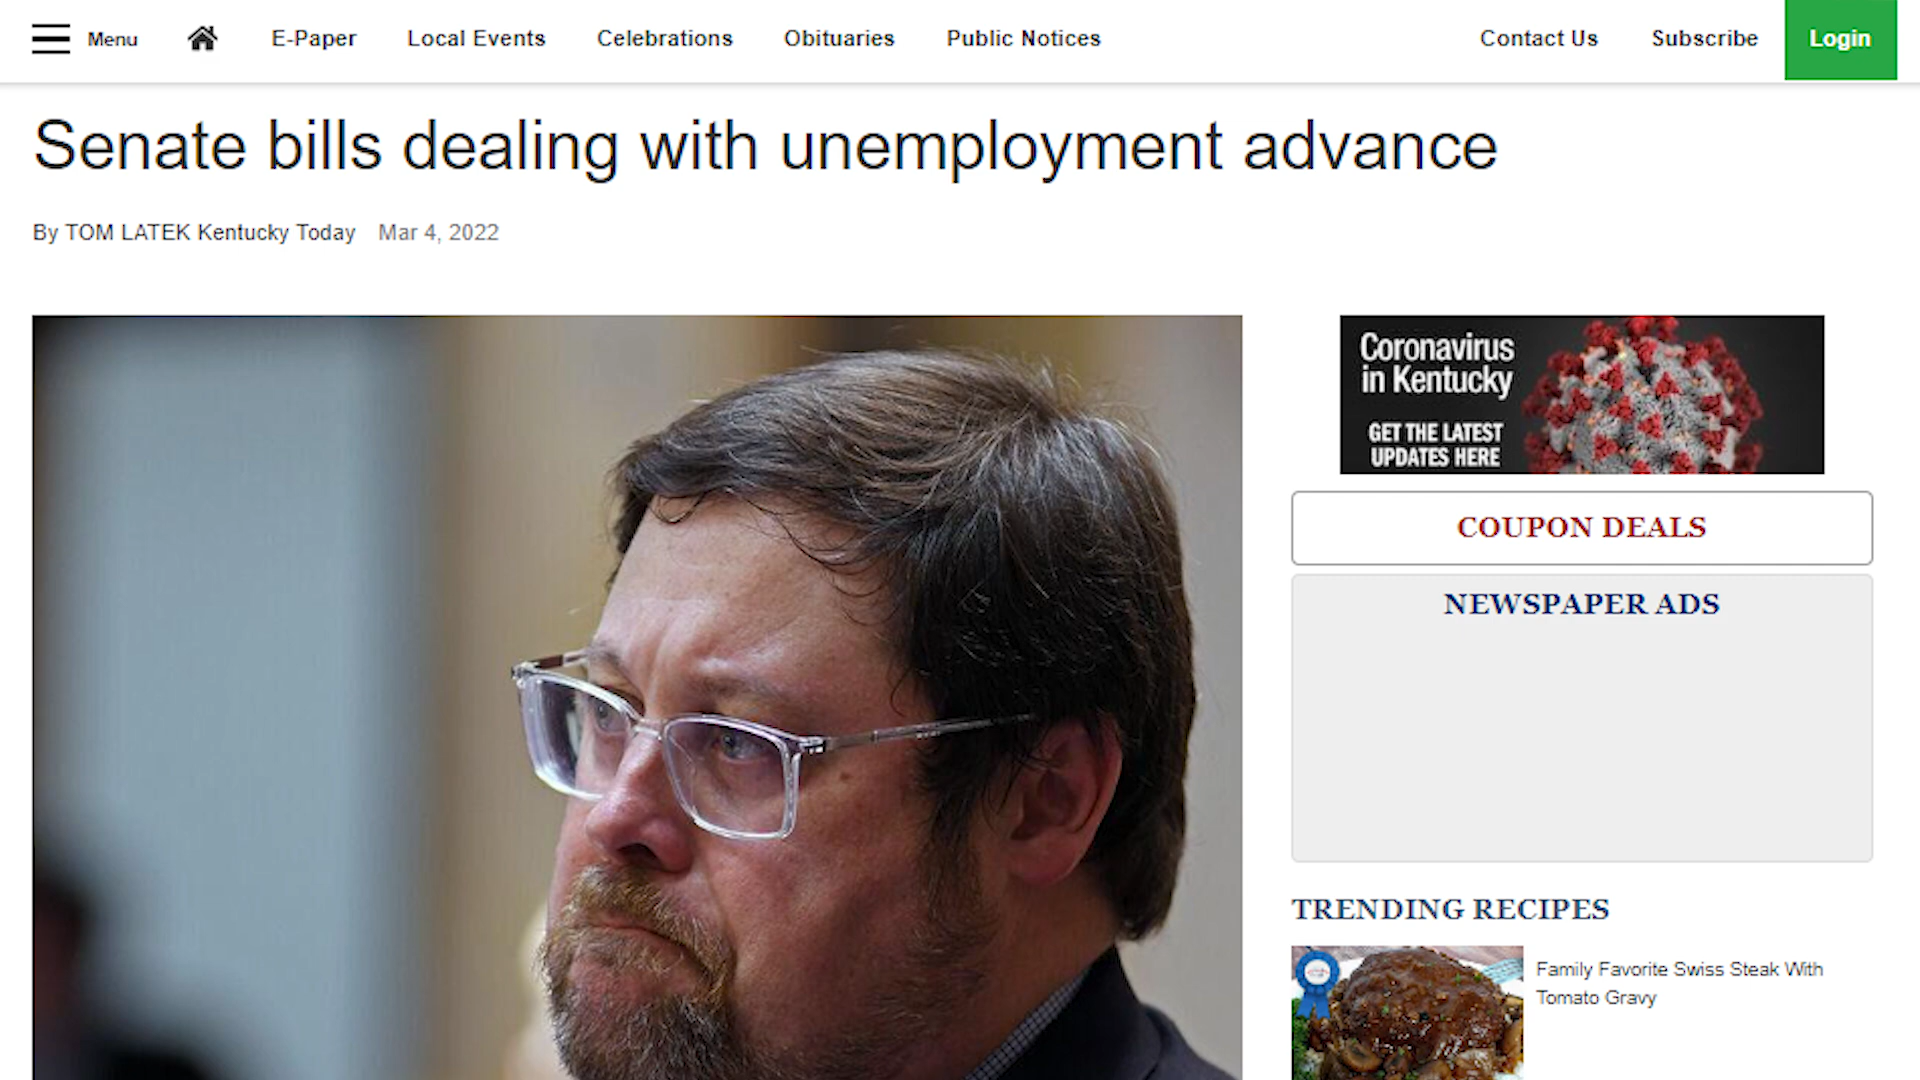 Menu
E-Paper
Local Events
Celebrations
Obituaries
Public Notices
Contact Us
Subscribe
Login
Senate bills dealing with unemployment advance
By TOM LATEK Kentucky Today Mar 4, 2022
Coronavirus
in Kentucky
GET THE LATEST
UPDATES HERE
COUPON DEALS
NEWSPAPER ADS
TRENDING RECIPES
Family Favorite Swiss Steak With
Tomato Gravy